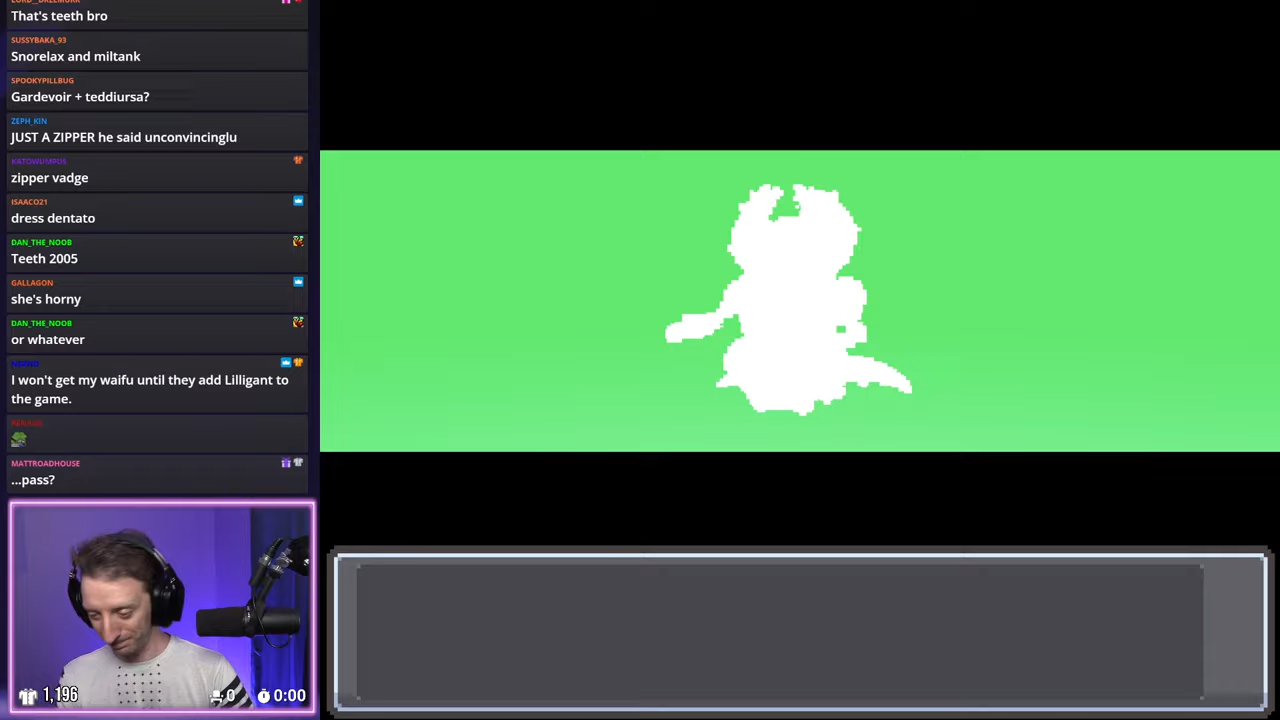 That's teeth bro
SUSSYBAKA_93
Snorelax and miltank
SPOOKYPILLBUG
Gardevoir + teddiursa?
ZEPH_KIN
JUST A ZIPPER he said unconvincinglu
KATOWUMPUS
zipper vadge
ISAACO21
dress dentato
DAN_THE_NOOB
Teeth 2005
GALLAGON
she's horny
DAN_THE_NOOB
or whatever
I won't get my waifu until they add Lilligant to
the game.
MATTROADHOUSE
...pass?
1,196
0
0:00